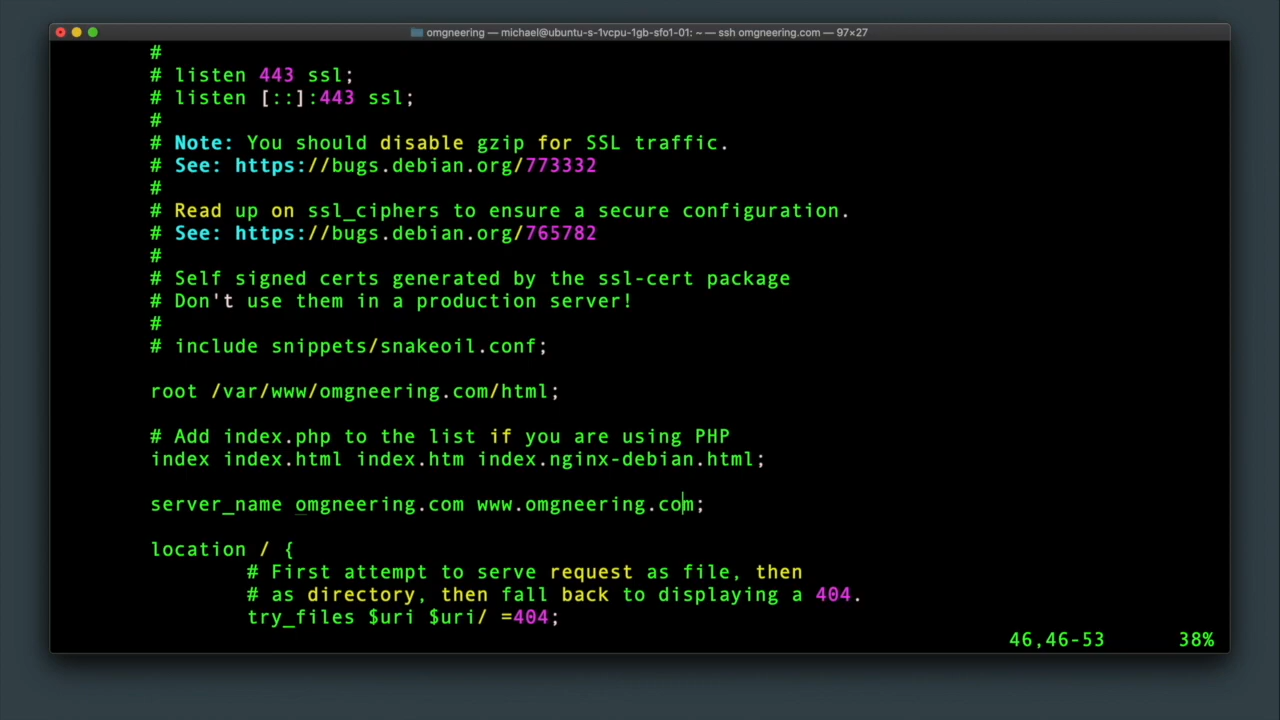 omgneering — michael@ubuntu-s-1vcpu-1gb-sfo1-01: ~ — ssh omgneering.com — 97×27
#
# listen 443 ssl;
# listen [::]:443 ssl;
#
# Note: You should disable gzip for SSL traffic.
# See: https://bugs.debian.org/773332
#
# Read up on ssl_ciphers to ensure a secure configuration.
# See: https://bugs.debian.org/765782
#
# Self signed certs generated by the ssl-cert package
# Don't use them in a production server!
#
# include snippets/snakeoil.conf;
root /var/www/omgneering.com/html;
# Add index.php to the list if you are using PHP
index index.html index.htm index.nginx-debian.html;
server_name omgneering.com www.omgneering.com;
location / {
# First attempt to serve request as file, then
# as directory, then fall back to displaying a 404.
try_files $uri $uri/ =404;
46,46-53 38%